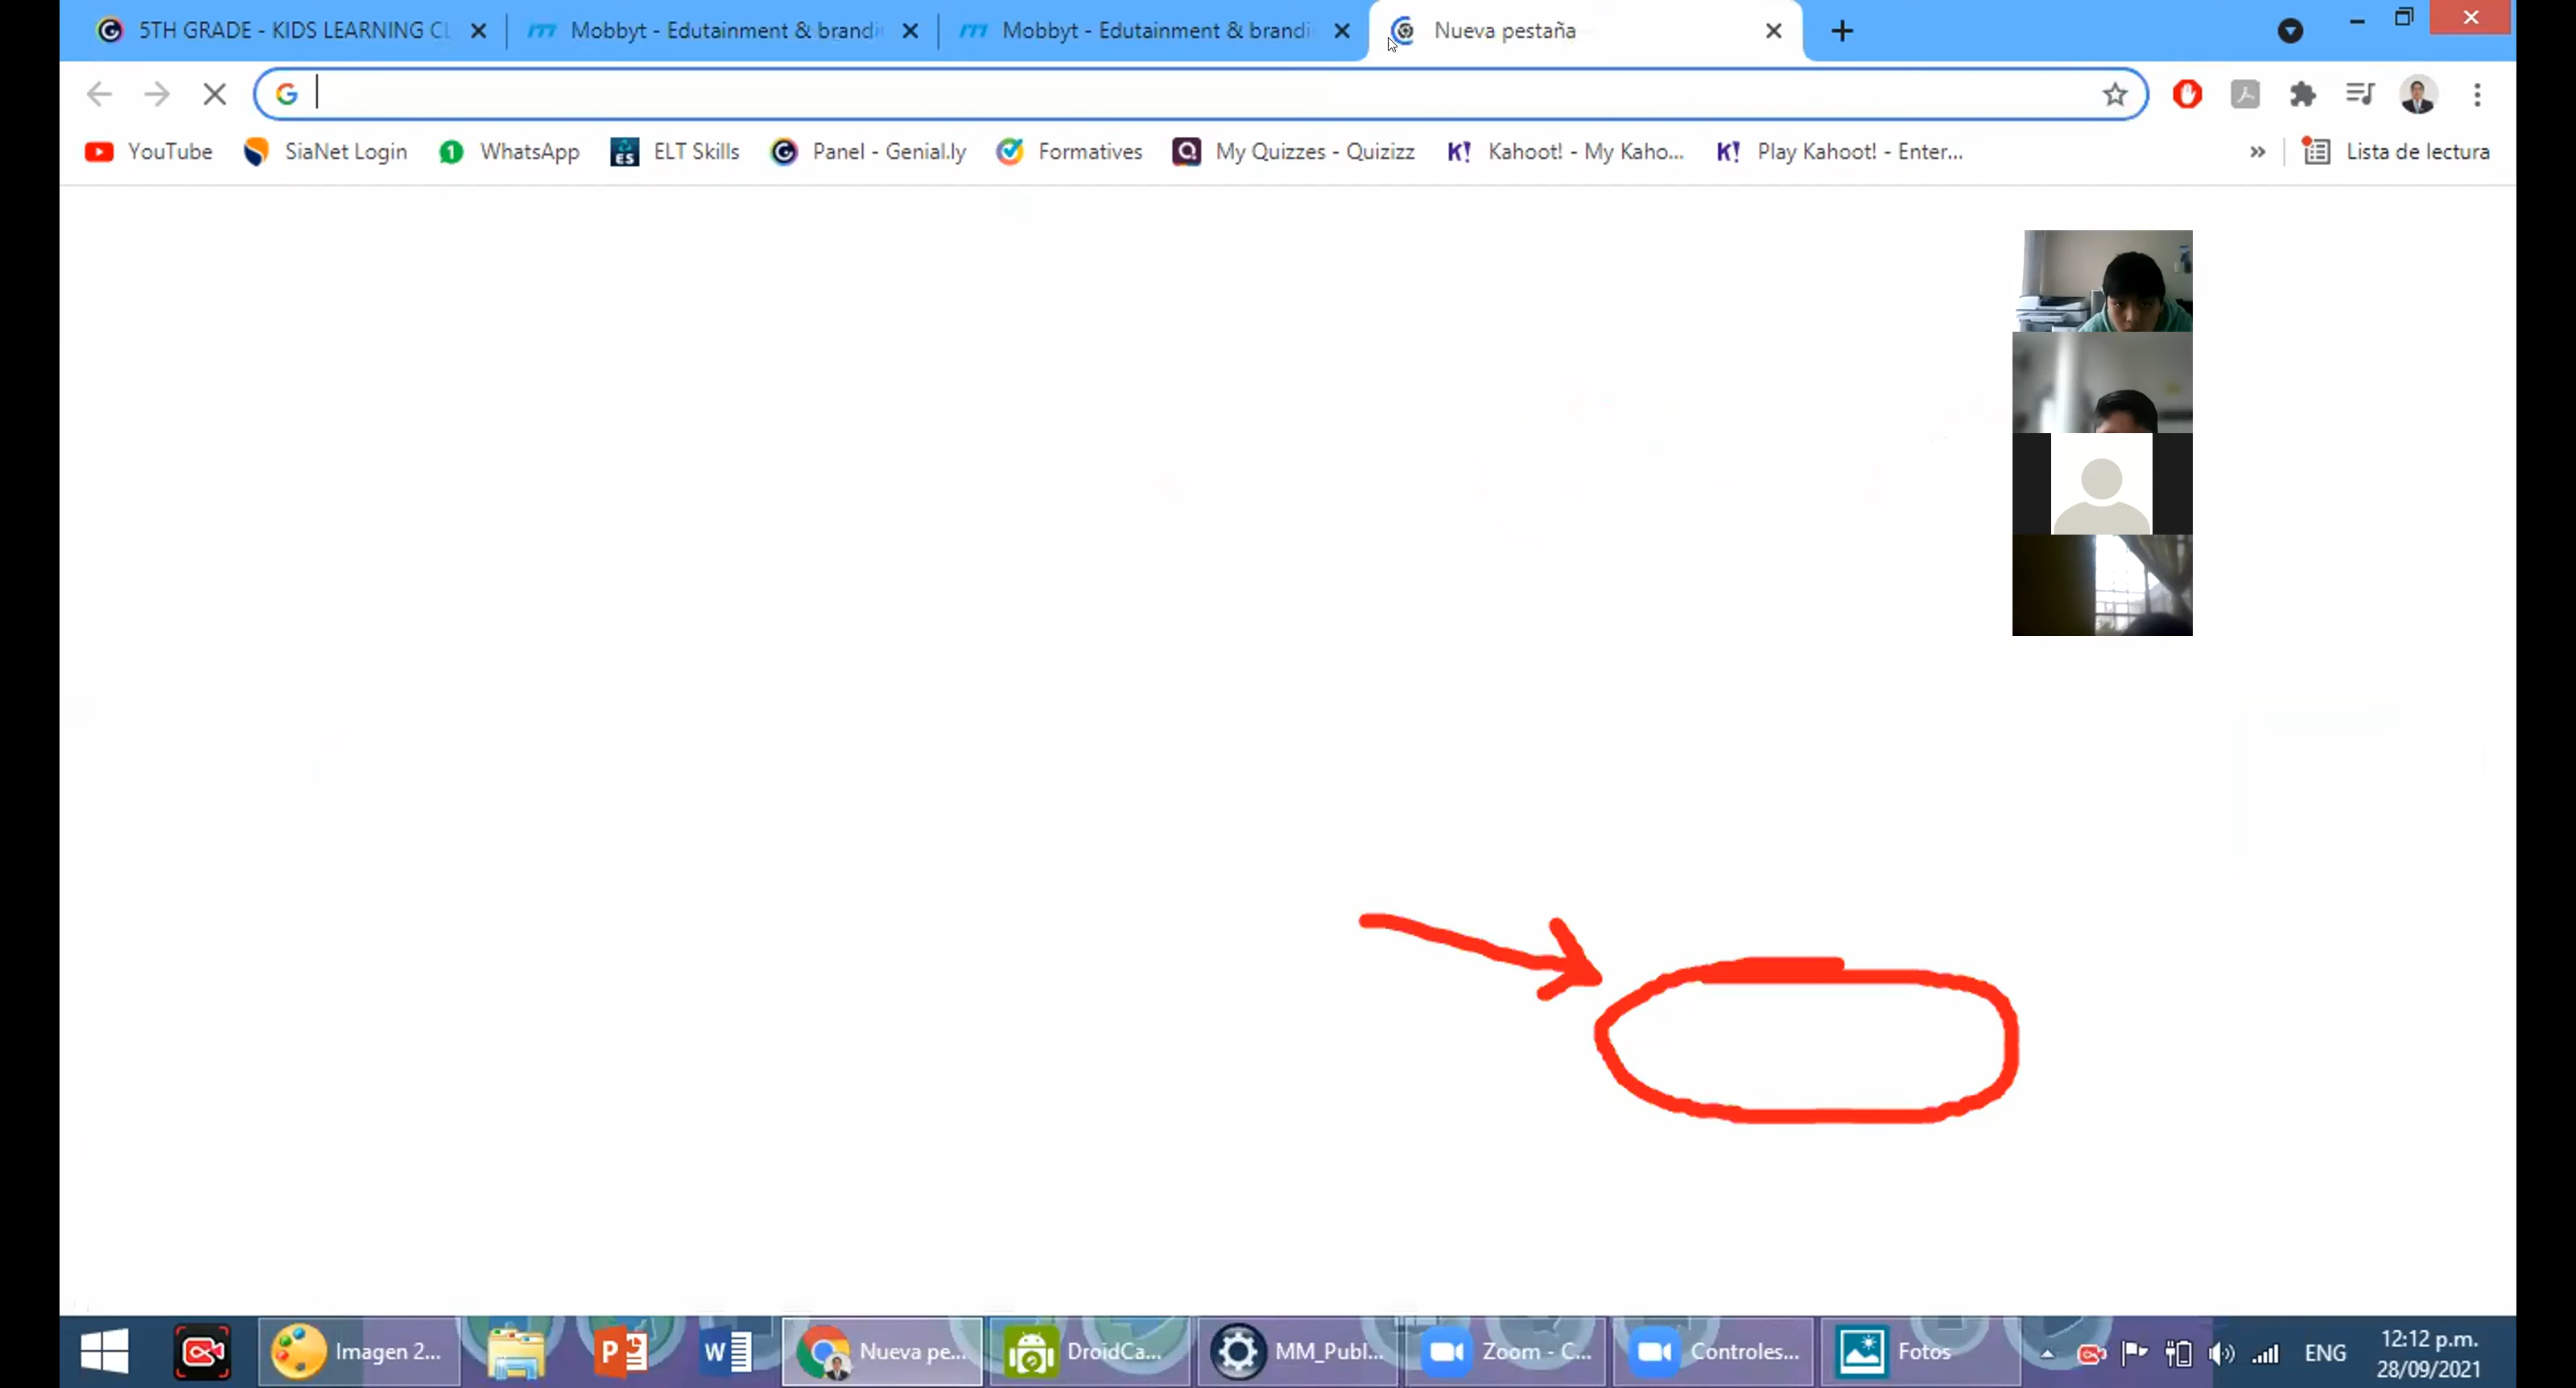 5TH GRADE - KIDS LEARNING CL
Mobbyt - Edutainment & brandi
Mobbyt - Edutainment & brandi
Nueva pestaña
YouTube
SiaNet Login
WhatsApp
ELT Skills
Panel - Genial.ly
Formatives
My Quizzes - Quizizz
Kahoot! - My Kaho...
Play Kahoot! - Enter...
»
Lista de lectura
Imagen 2...
Nueva pe...
DroidCa...
MM_Publ...
Zoom - C...
Controles...
Fotos
ENG
12:12 p.m.
28/09/2021